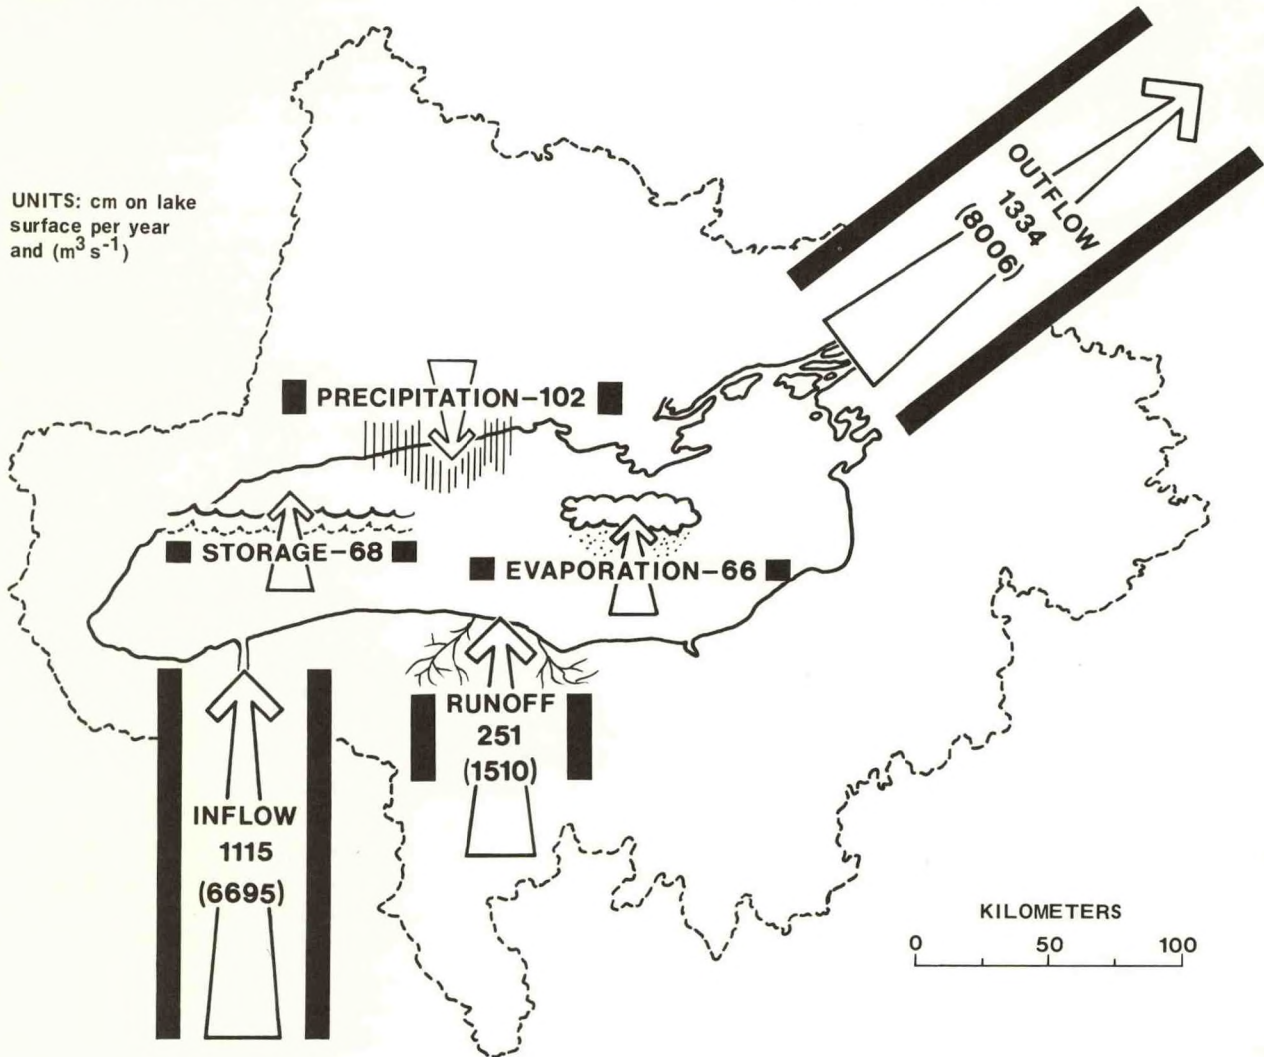 UNITS: cm on lake
surface per year
and (m³ s⁻¹)
OUTFLOW
1334
(8006)
PRECIPITATION–102
STORAGE–68
EVAPORATION–66
RUNOFF
251
(1510)
INFLOW
1115
(6695)
KILOMETERS
0 50 100